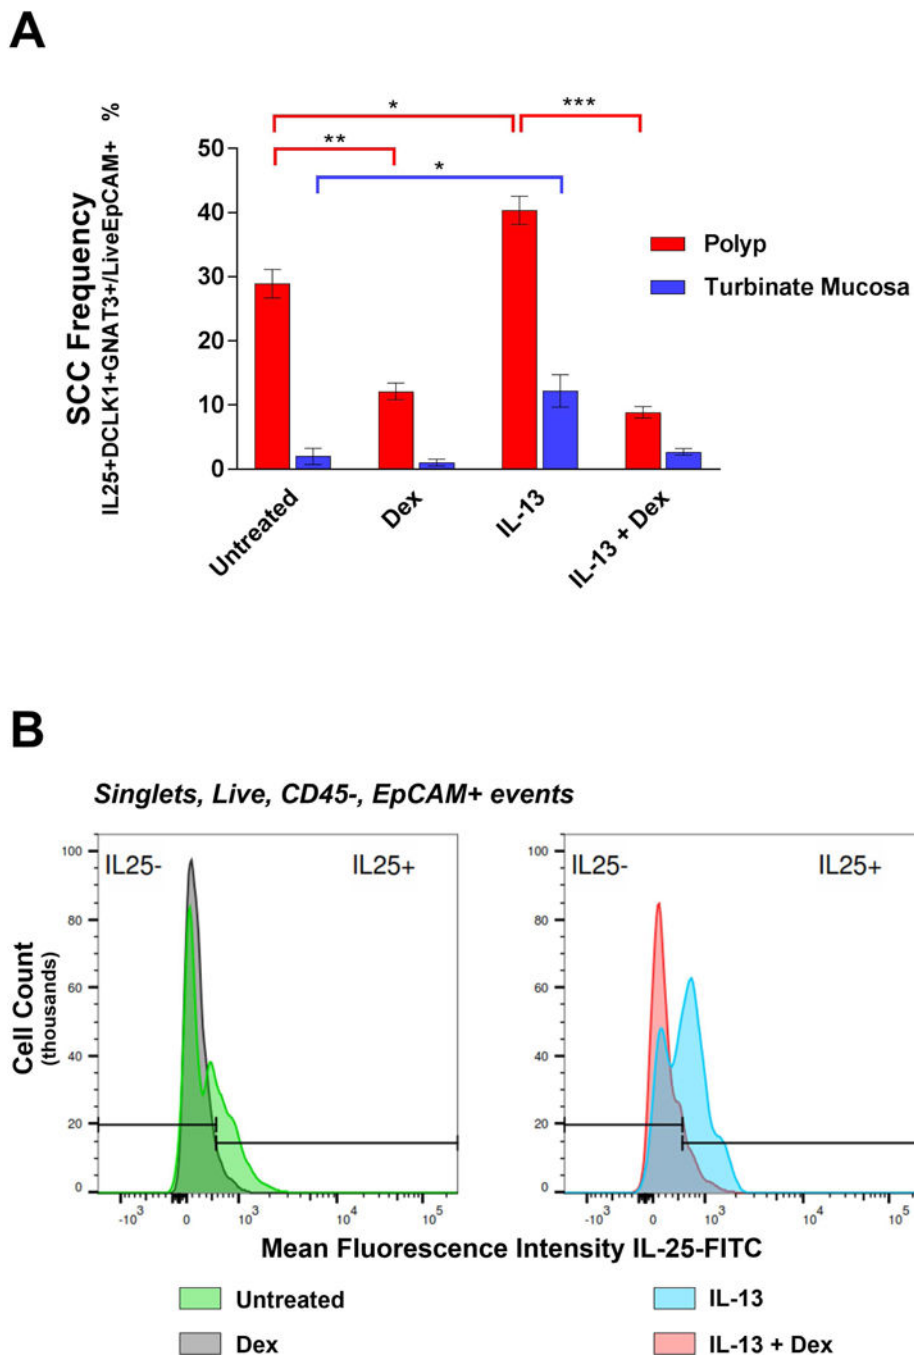 A
SCC Frequency
IL25+DCLK1+GNAT3+/LiveEpCAM+ %
*
***
**
*
50
40
30
20
10
0
Untreated
Dex
IL-13
IL-13 + Dex
Polyp
Turbinate Mucosa
B
Singlets, Live, CD45-, EpCAM+ events
Cell Count
(thousands)
IL25- IL25+
100
80
60
40
20
0
-10³ 0 10³ 10⁴ 10⁵
IL25- IL25+
100
80
60
40
20
0
-10³ 0 10³ 10⁴ 10⁵
Mean Fluorescence Intensity IL-25-FITC
Untreated
Dex
IL-13
IL-13 + Dex